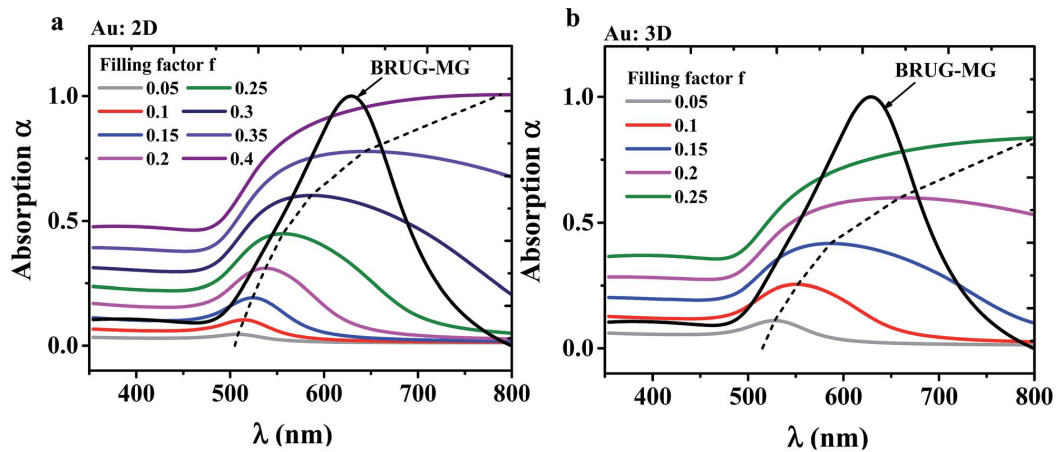 a
Au: 2D
Filling factor f
0.05
0.25
0.1
0.3
0.15
0.35
0.2
0.4
BRUG-MG
1.0
0.5
0.0
Absorption α
400
500
600
700
800
λ (nm)
b
Au: 3D
Filling factor f
0.05
0.1
0.15
0.2
0.25
BRUG-MG
1.0
0.5
0.0
Absorption α
400
500
600
700
800
λ (nm)